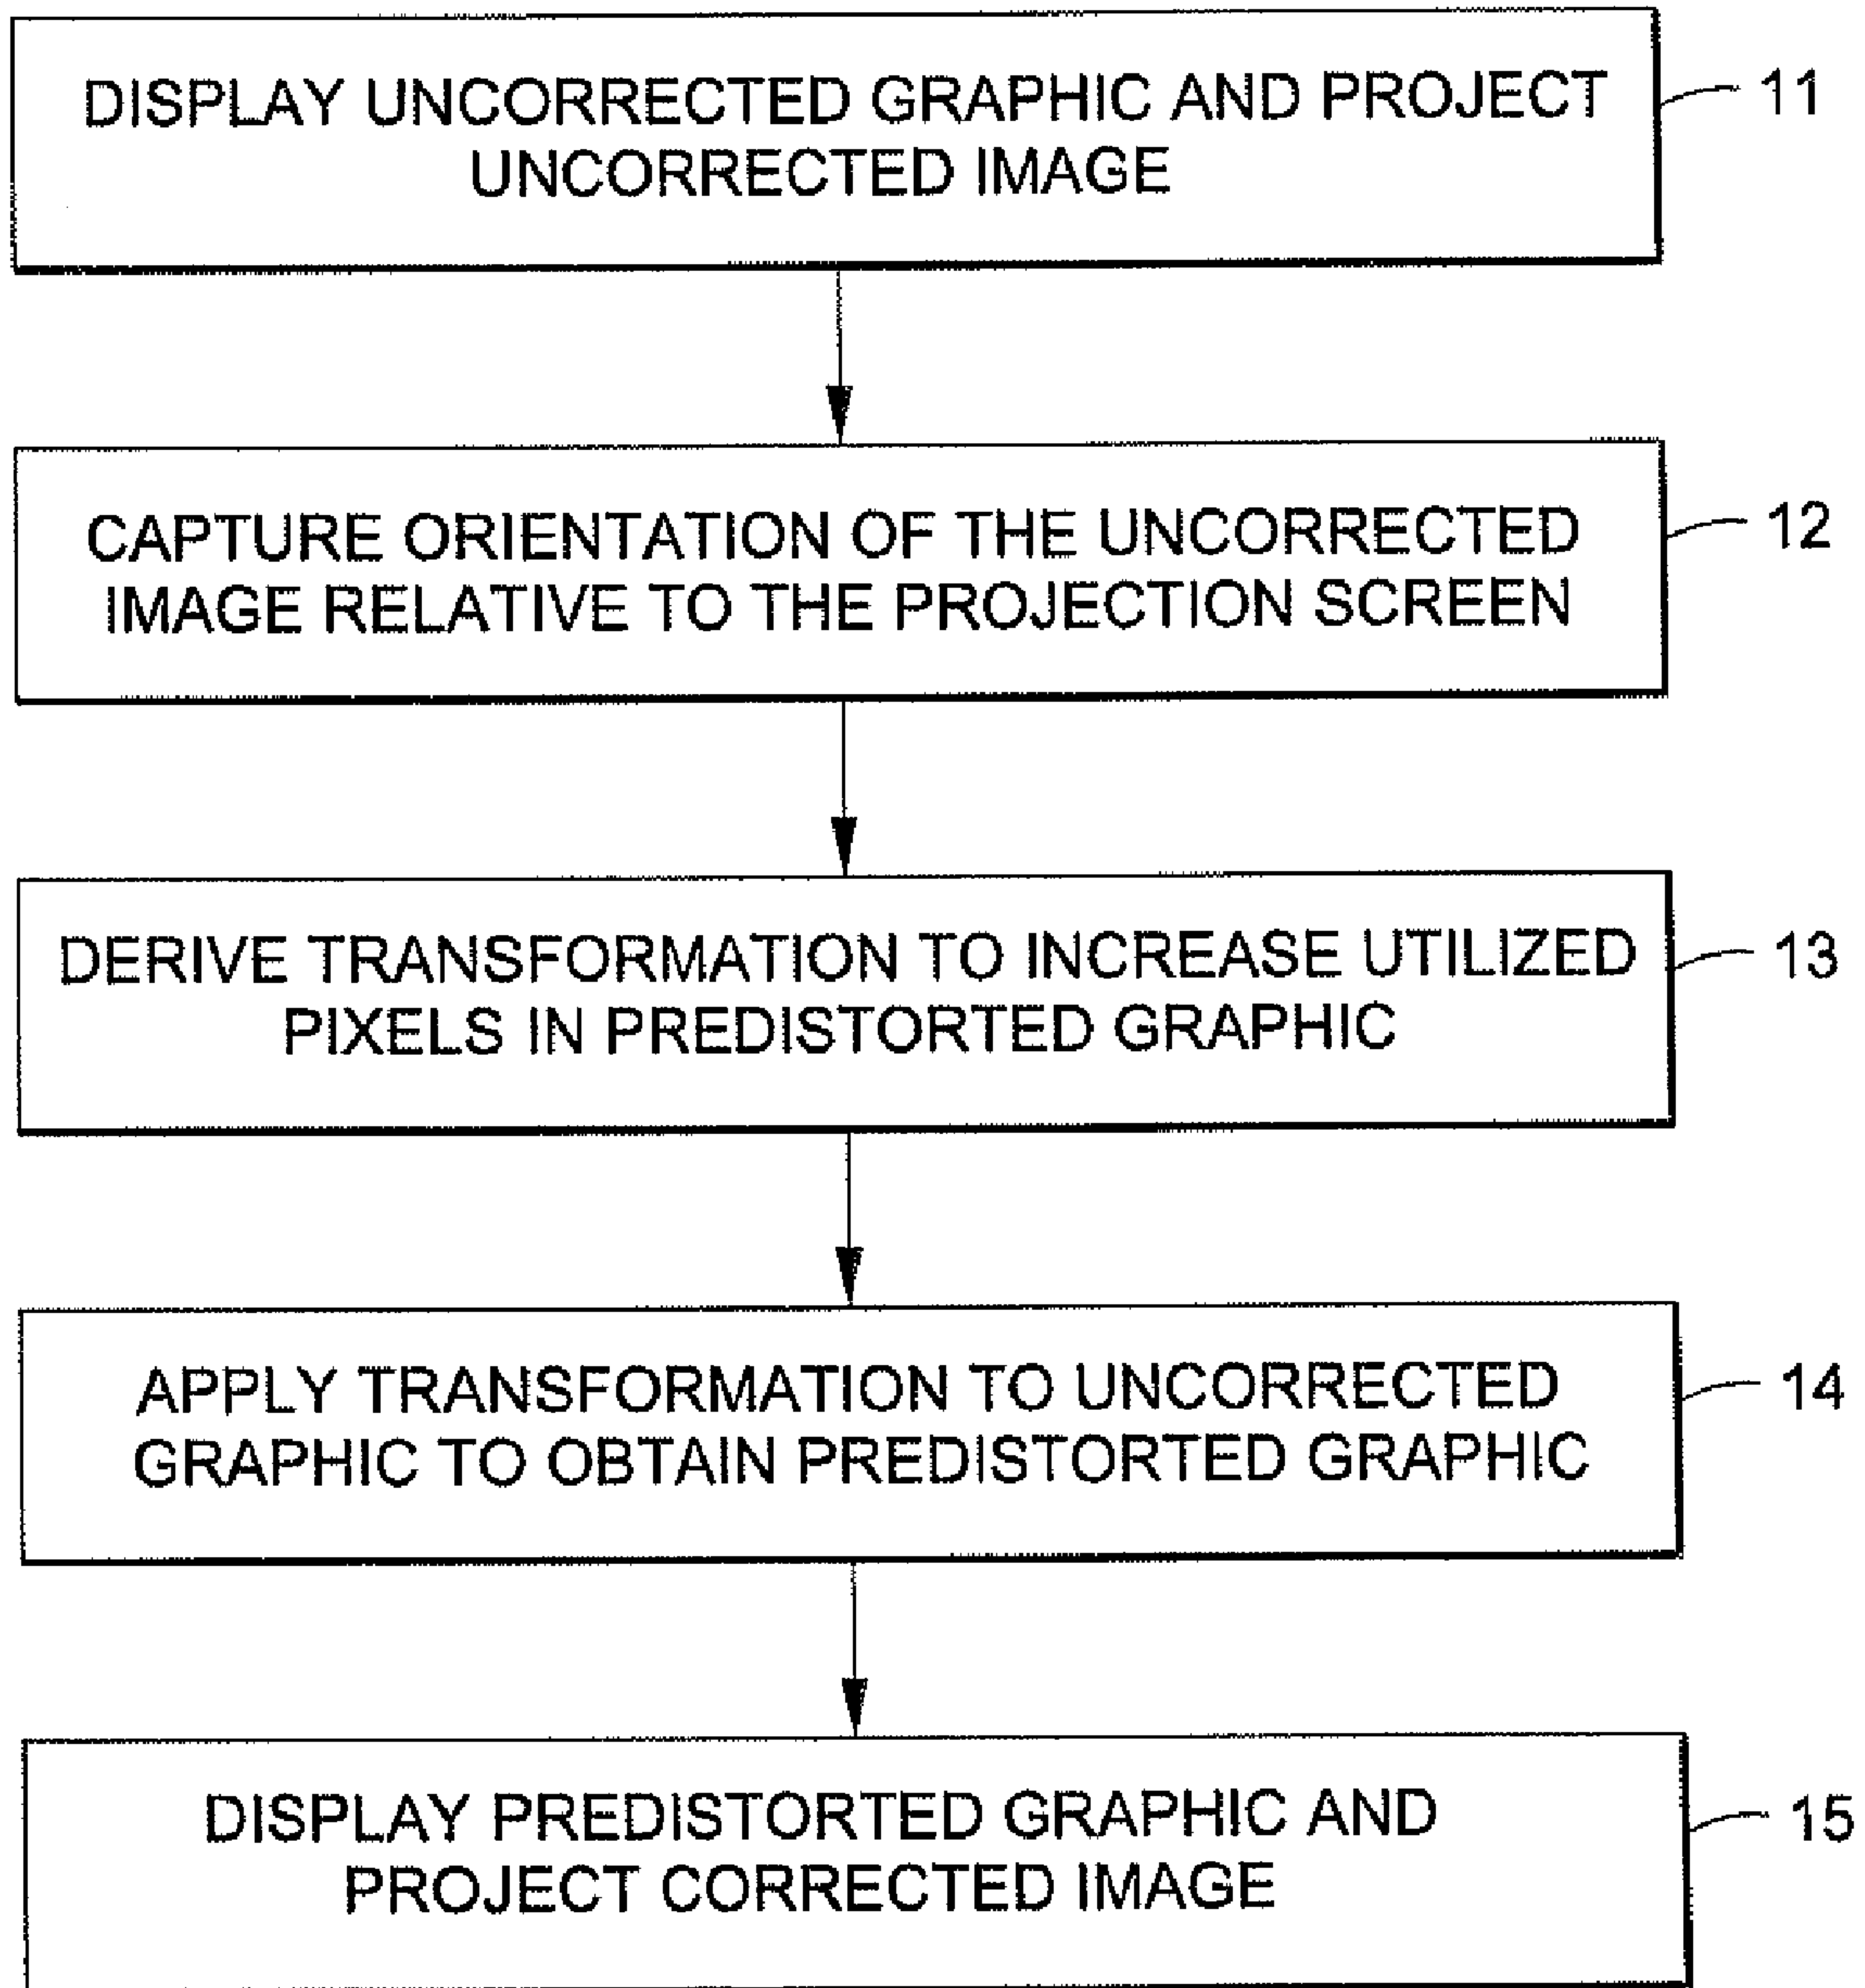 DISPLAY UNCORRECTED GRAPHIC AND PROJECT
UNCORRECTED IMAGE
11
CAPTURE ORIENTATION OF THE UNCORRECTED
IMAGE RELATIVE TO THE PROJECTION SCREEN
12
DERIVE TRANSFORMATION TO INCREASE UTILIZED
PIXELS IN PREDISTORTED GRAPHIC
13
APPLY TRANSFORMATION TO UNCORRECTED
GRAPHIC TO OBTAIN PREDISTORTED GRAPHIC
14
DISPLAY PREDISTORTED GRAPHIC AND
PROJECT CORRECTED IMAGE
15